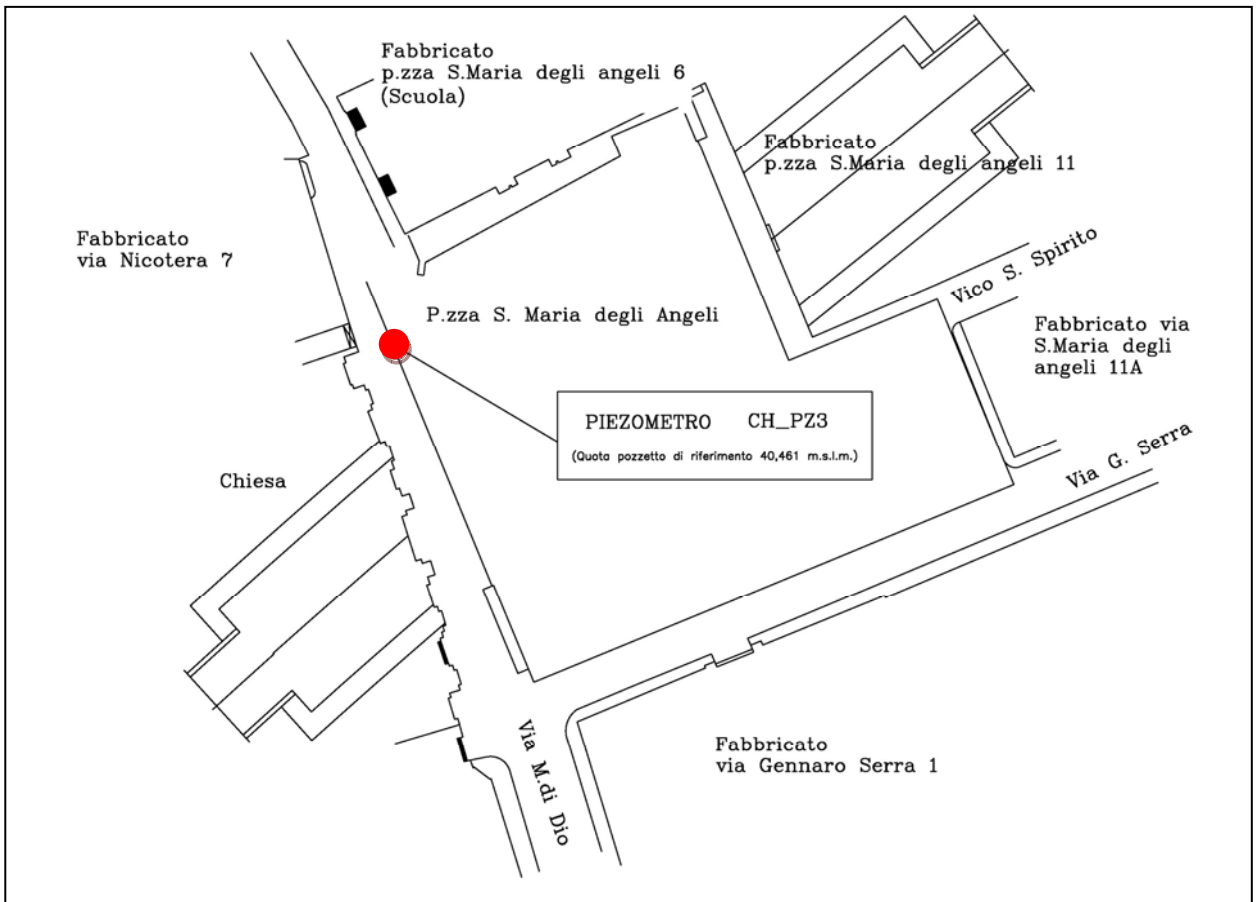 Fabbricato
p.zza S.Maria degli angeli 6
(Scuola)
Fabbricato
p.zza S.Maria degli angeli 11
Fabbricato
via Nicotera 7
Vico S. Spirito
P.zza S. Maria degli Angeli
Fabbricato via
S.Maria degli
angeli 11A
PIEZOMETRO CH_PZ3
(Quota pozzetto di riferimento 40,461 m.s.l.m.)
Via G. Serra
Chiesa
Via M.di Dio
Fabbricato
via Gennaro Serra 1